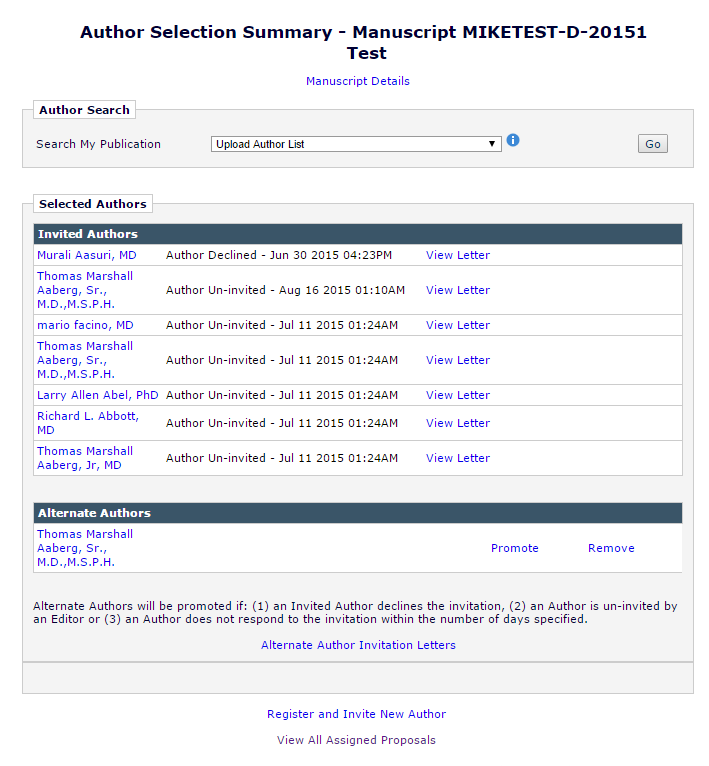 Author Selection Summary - Manuscript MIKETEST-D-20151
Test
Manuscript Details
Author Search
Search My Publication Upload Author List Go
Selected Authors
Invited Authors
Murali Aasuri, MD Author Declined - Jun 30 2015 04:23PM View Letter
Thomas Marshall
Aaberg, Sr., Author Un-invited - Aug 16 2015 01:10AM View Letter
M.D.,M.S.P.H.
mario facino, MD Author Un-invited - Jul 11 2015 01:24AM View Letter
Thomas Marshall
Aaberg, Sr., Author Un-invited - Jul 11 2015 01:24AM View Letter
M.D.,M.S.P.H.
Larry Allen Abel, PhD Author Un-invited - Jul 11 2015 01:24AM View Letter
Richard L. Abbott, Author Un-invited - Jul 11 2015 01:24AM View Letter
MD
Thomas Marshall Author Un-invited - Jul 11 2015 01:24AM View Letter
Aaberg, Jr, MD
Alternate Authors
Thomas Marshall
Aaberg, Sr., Promote Remove
M.D.,M.S.P.H.
Alternate Authors will be promoted if: (1) an Invited Author declines the invitation, (2) an Author is un-invited by
an Editor or (3) an Author does not respond to the invitation within the number of days specified.
Alternate Author Invitation Letters
Register and Invite New Author
View All Assigned Proposals